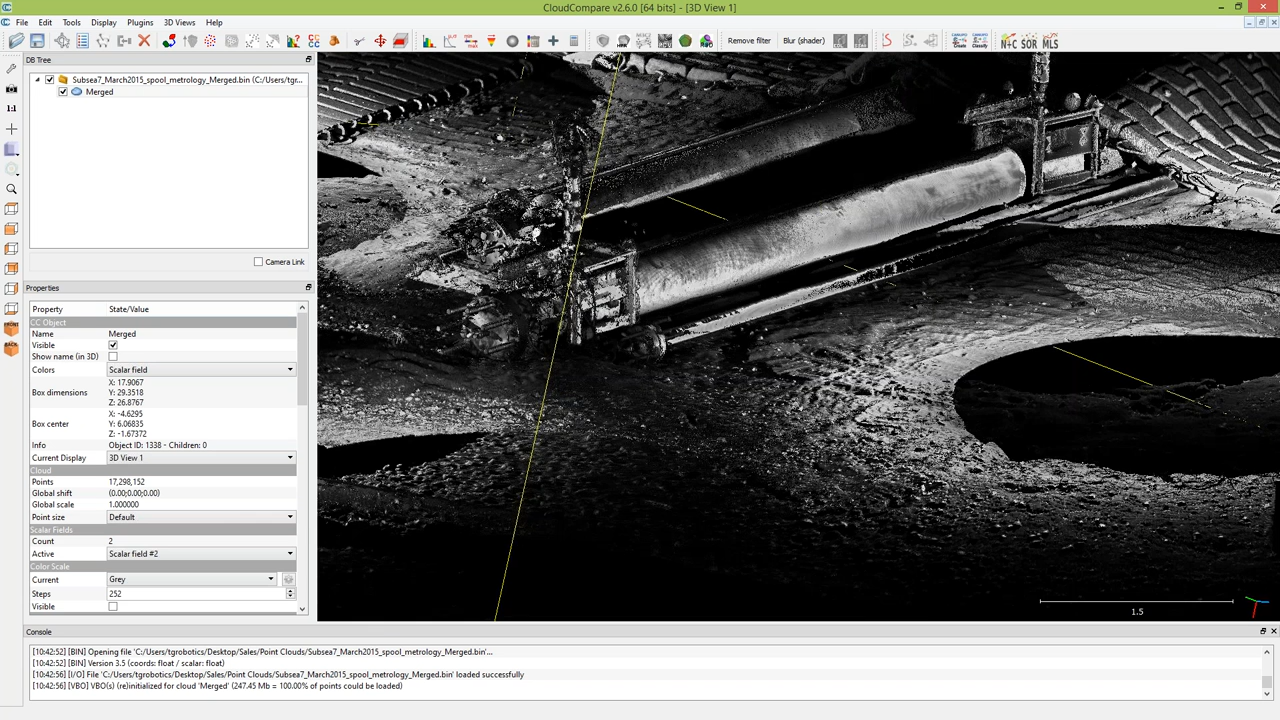 CloudCompare v2.6.0 [64 bits] - [3D View 1]
File Edit Tools Display Plugins 3D Views Help
Remove filter Blur (shader) N+C SOR MLS
DB Tree
Subsea7_March2015_spool_metrology_Merged.bin (C:/Users/tgr...
Merged
1:1
Camera Link
Properties
Property State/Value
CC Object
Name Merged
Visible
Show name (in 3D)
Colors Scalar field
Box dimensions X: 17.9067
Y: 29.3518
Z: 26.8767
Box center X: -4.6295
Y: 6.06835
Z: -1.67372
Info Object ID: 1338 - Children: 0
Current Display 3D View 1
Cloud
Points 17,298,152
Global shift (0.00;0.00;0.00)
Global scale 1.000000
Point size Default
Scalar Fields
Count 2
Active Scalar field #2
Color Scale
Current Grey
Steps 252
Visible
FRONT
BACK
1.5
Console
[10:42:52] [BIN] Opening file 'C:/Users/tgrobotics/Desktop/Sales/Point Clouds/Subsea7_March2015_spool_metrology_Merged.bin'...
[10:42:52] [BIN] Version 3.5 (coords: float / scalar: float)
[10:42:56] [I/O] File 'C:/Users/tgrobotics/Desktop/Sales/Point Clouds/Subsea7_March2015_spool_metrology_Merged.bin' loaded successfully
[10:42:56] [VBO] VBO(s) (re)initialized for cloud 'Merged' (247.45 Mb = 100.00% of points could be loaded)